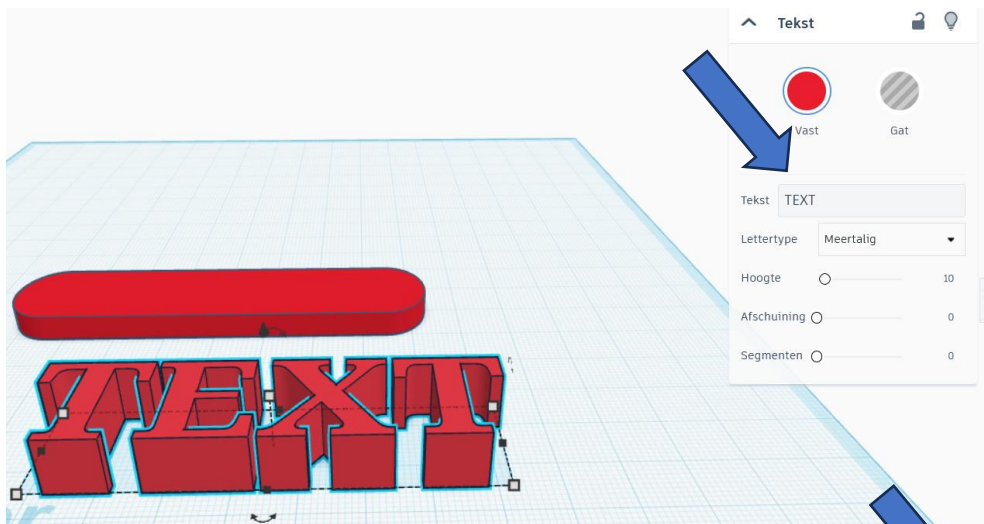 Tekst
Vast Gat
Tekst TEXT
Lettertype Meertalig
Hoogte 10
Afschuining 0
Segmenten 0
TEXT